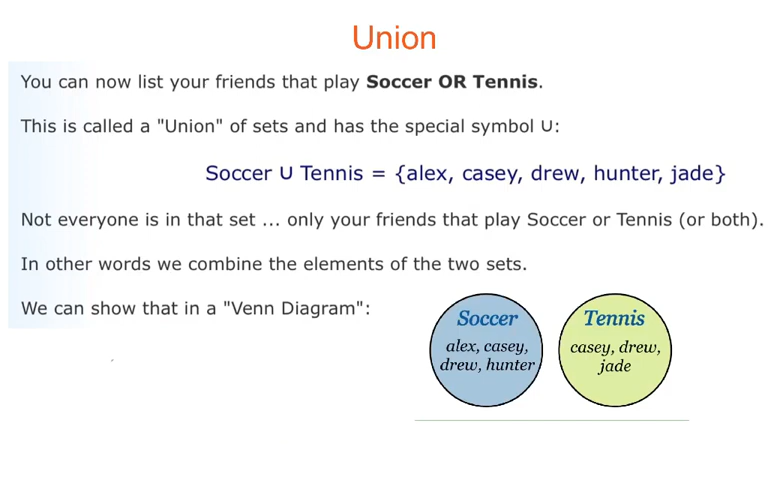 Union
You can now list your friends that play Soccer OR Tennis.
This is called a "Union" of sets and has the special symbol ∪:
Soccer ∪ Tennis = {alex, casey, drew, hunter, jade}
Not everyone is in that set ... only your friends that play Soccer or Tennis (or both).
In other words we combine the elements of the two sets.
We can show that in a "Venn Diagram":
Soccer
alex, casey,
drew, hunter
Tennis
casey, drew,
jade